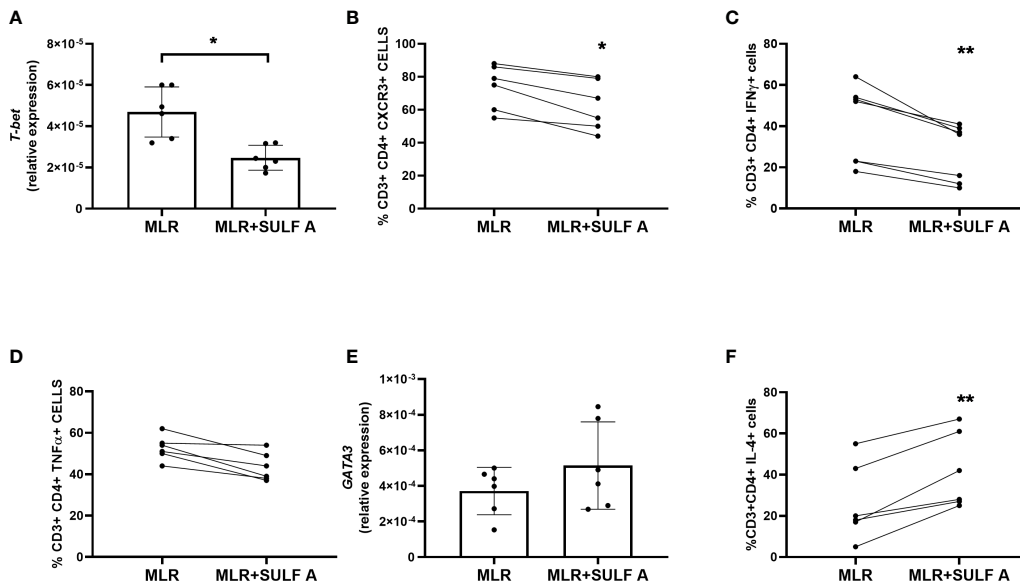 A
T-bet
(relative expression)
8×10⁻⁵
6×10⁻⁵
4×10⁻⁵
2×10⁻⁵
0
*
MLR
MLR+SULF A
B
% CD3+ CD4+ CXCR3+ CELLS
100
80
60
40
20
0
*
MLR
MLR+SULF A
C
% CD3+ CD4+ IFNγ+ cells
80
60
40
20
0
**
MLR
MLR+SULF A
D
% CD3+ CD4+ TNFα+ CELLS
80
60
40
20
0
MLR
MLR+SULF A
E
GATA3
(relative expression)
1×10⁻³
8×10⁻⁴
6×10⁻⁴
4×10⁻⁴
2×10⁻⁴
0
MLR
MLR+SULF A
F
%CD3+CD4+ IL-4+ cells
80
60
40
20
0
**
MLR
MLR+SULF A